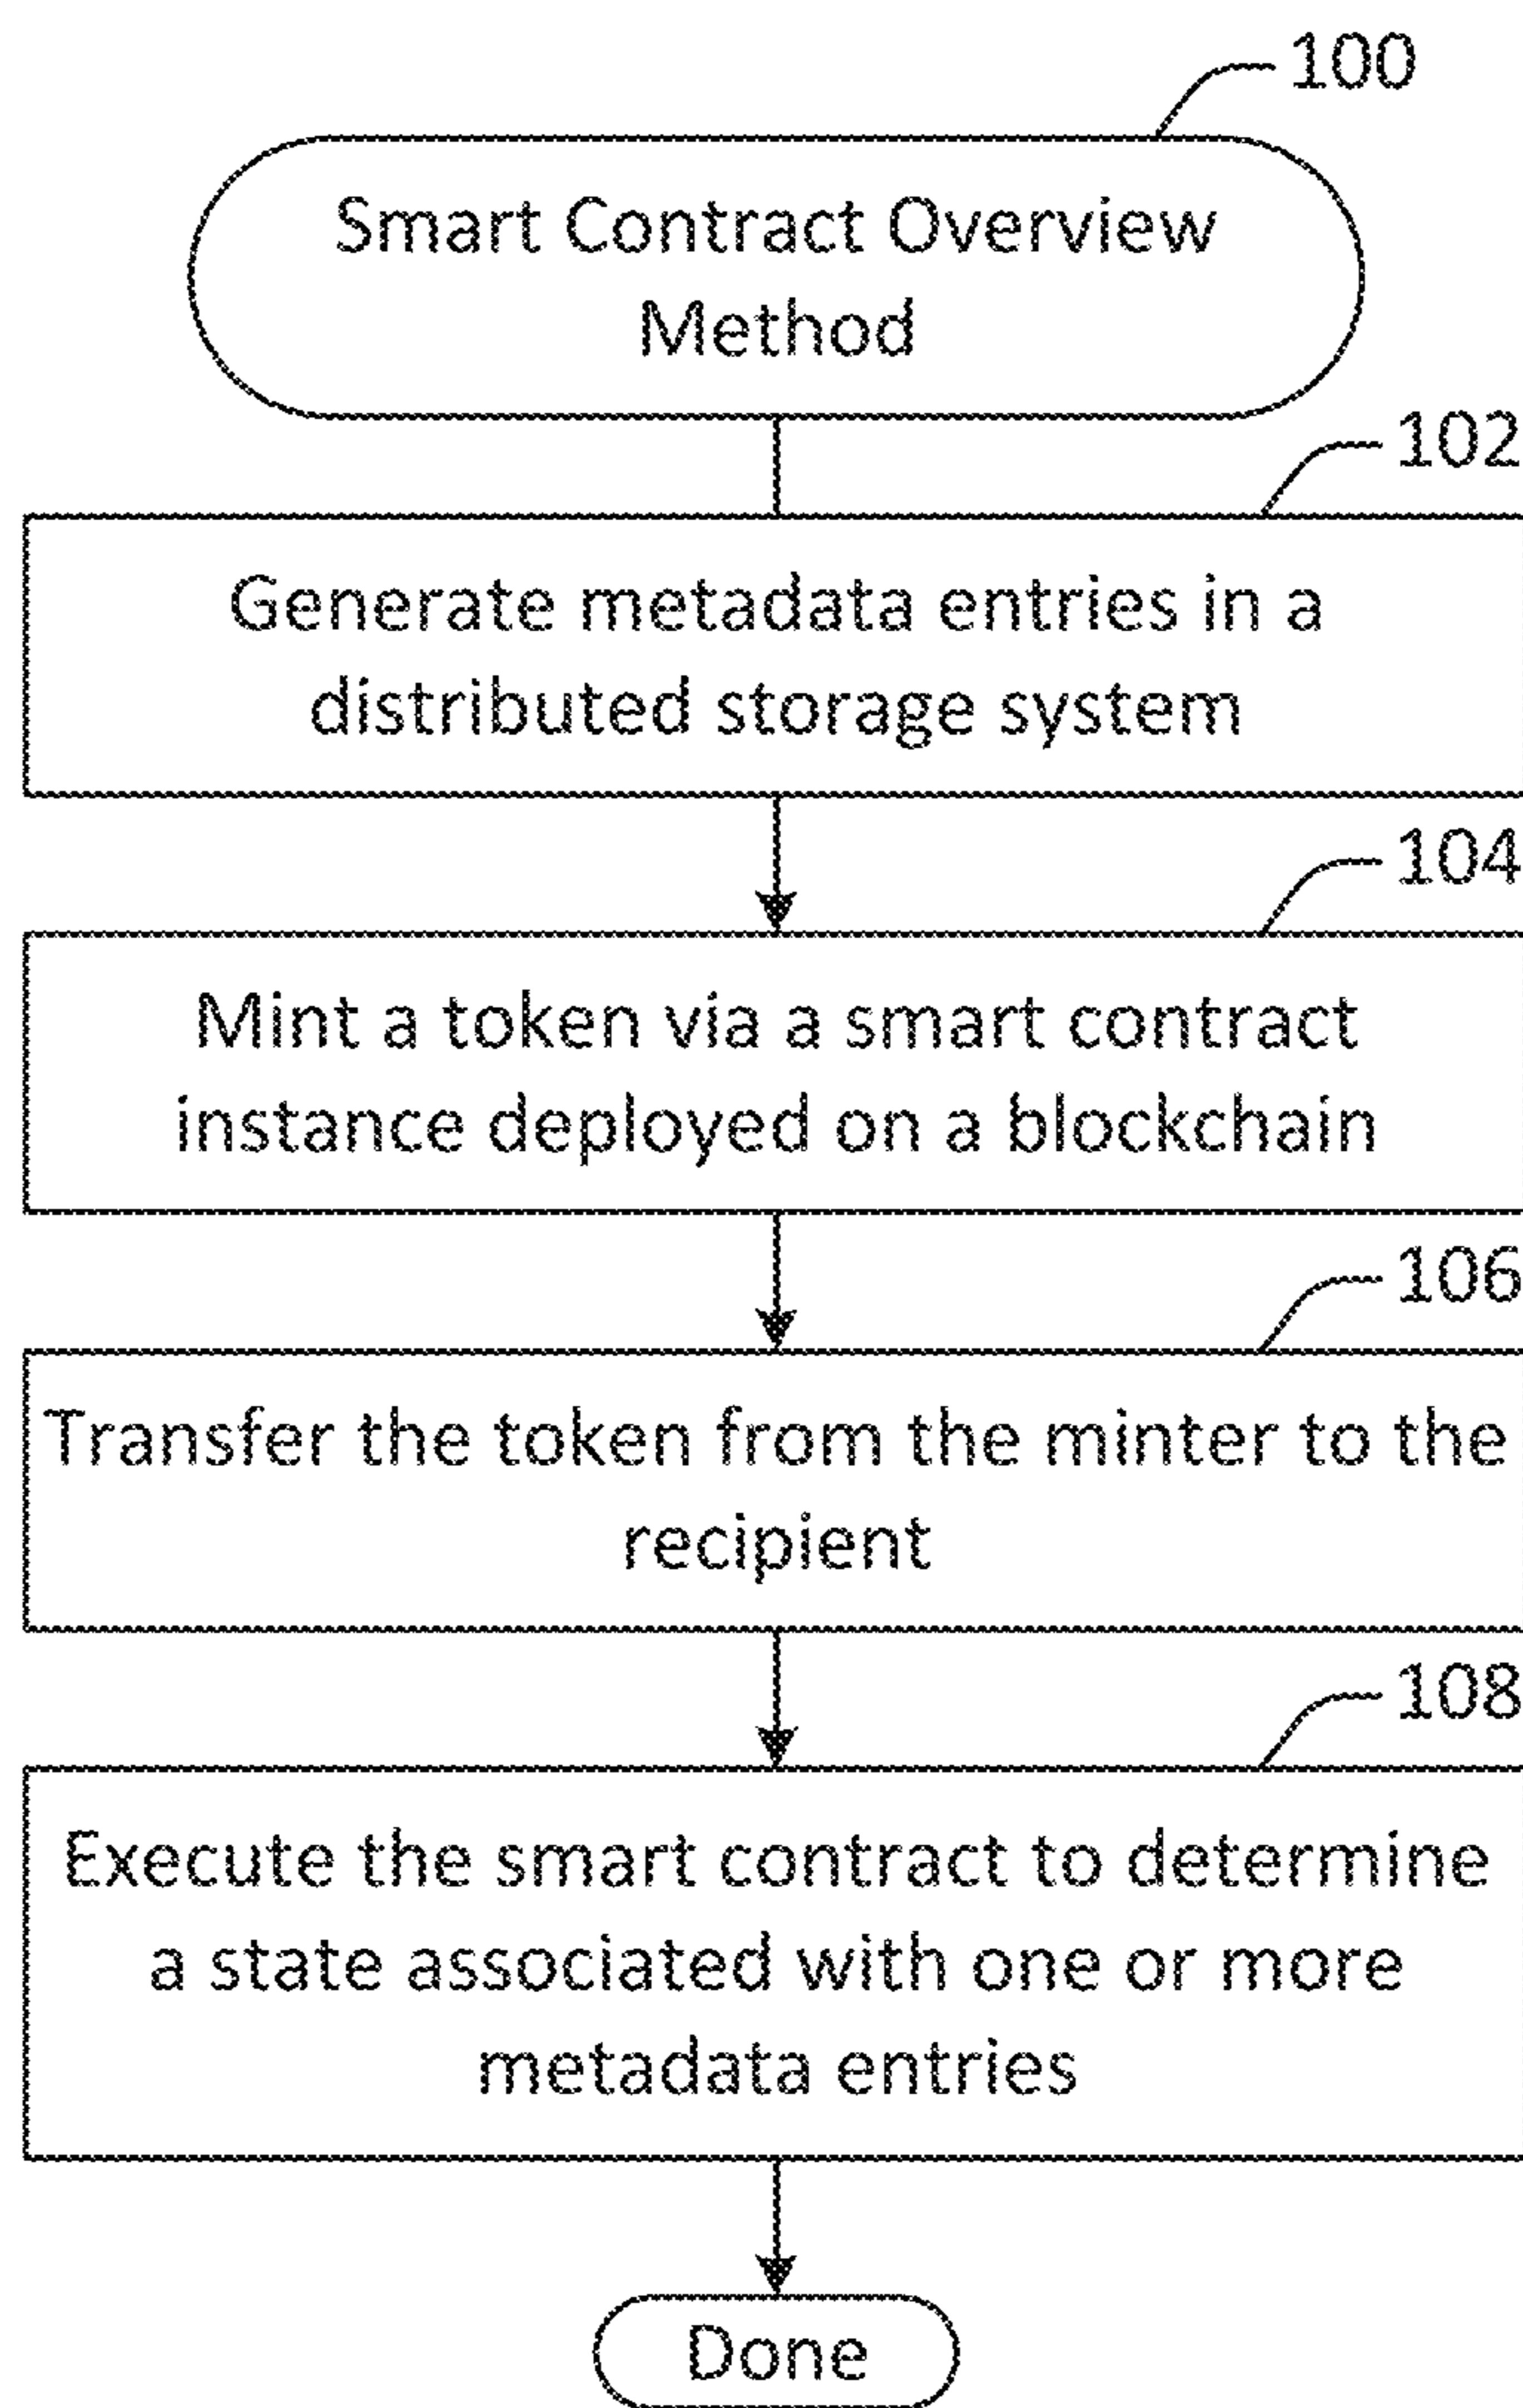 100
Smart Contract Overview
Method
102
Generate metadata entries in a
distributed storage system
104
Mint a token via a smart contract
instance deployed on a blockchain
106
Transfer the token from the minter to the
recipient
108
Execute the smart contract to determine
a state associated with one or more
metadata entries
Done